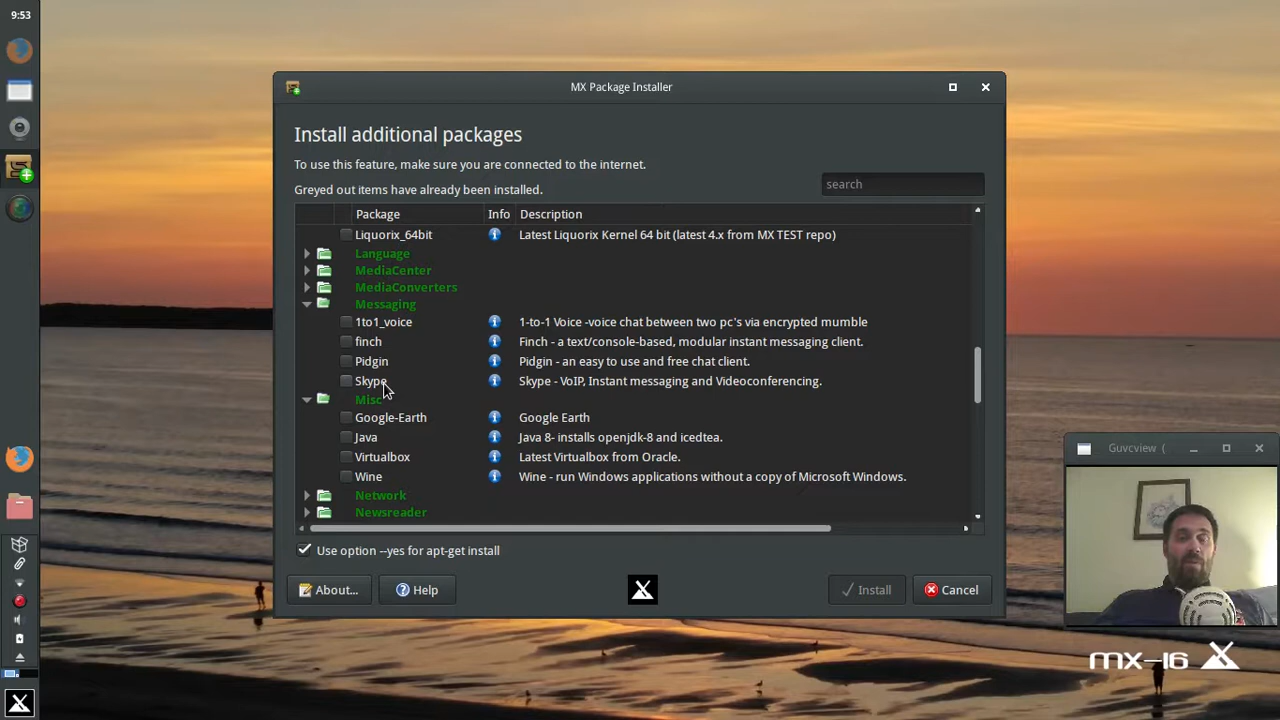 9:53
MX Package Installer
Install additional packages
To use this feature, make sure you are connected to the internet.
Greyed out items have already been installed.
search
Package Info Description
Liquorix_64bit Latest Liquorix Kernel 64 bit (latest 4.x from MX TEST repo)
Language
MediaCenter
MediaConverters
Messaging
1to1_voice 1-to-1 Voice -voice chat between two pc's via encrypted mumble
finch Finch - a text/console-based, modular instant messaging client.
Pidgin Pidgin - an easy to use and free chat client.
Skype Skype - VoIP, Instant messaging and Videoconferencing.
Misc
Google-Earth Google Earth
Java Java 8- installs openjdk-8 and icedtea.
Virtualbox Latest Virtualbox from Oracle.
Wine Wine - run Windows applications without a copy of Microsoft Windows.
Network
Newsreader
Use option --yes for apt-get install
About... Help Install Cancel
Guvcview (
mx-16